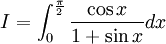 I = \int_0^{\frac{\pi}{2}} \frac{\cos x}{1 + \sin x} dx